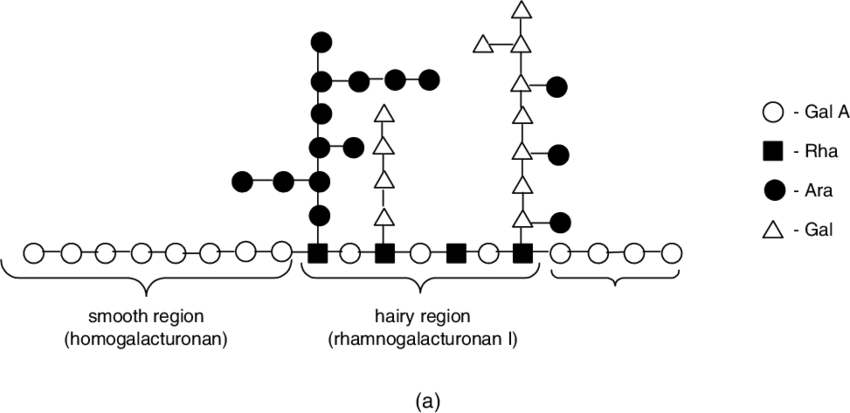 - Gal A
- Rha
- Ara
- Gal
smooth region
(homogalacturonan)
hairy region
(rhamnogalacturonan I)
(a)